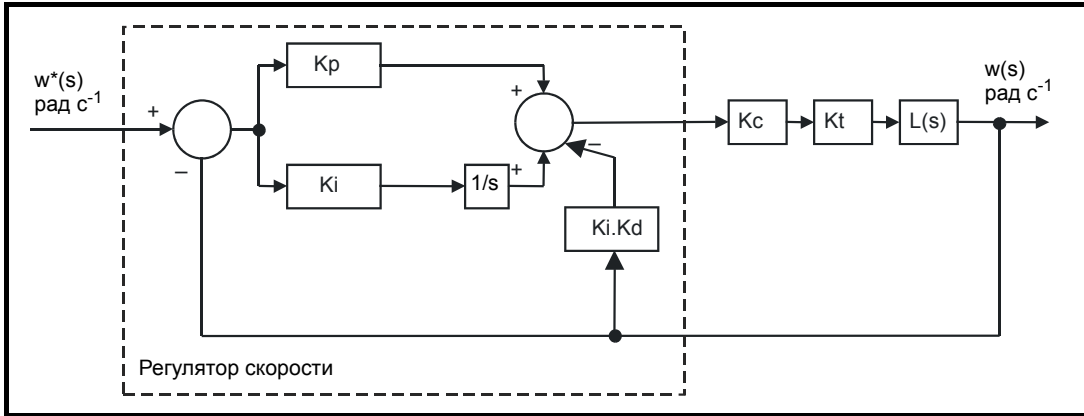 w*(s)
рад с⁻¹
+
−
Kp
Ki
1/s
+
+
−
Ki.Kd
Kc
Kt
L(s)
w(s)
рад с⁻¹
Регулятор скорости